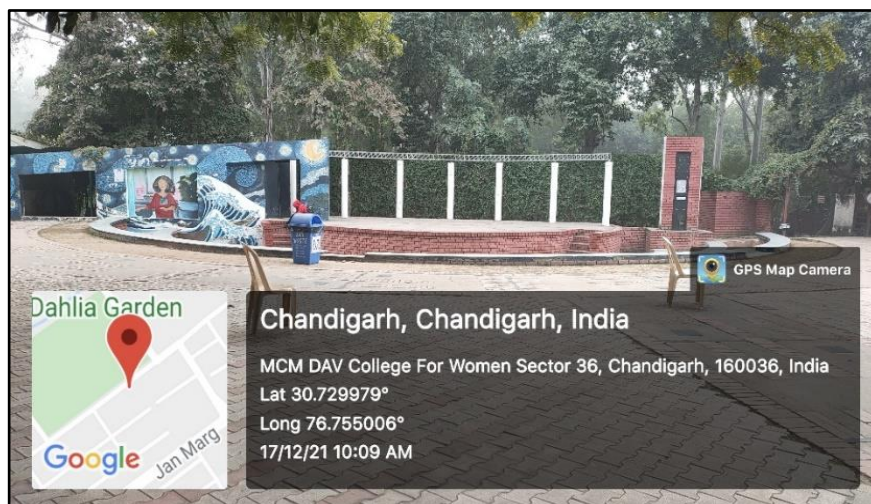 GPS Map Camera
Dahlia Garden
Jan Marg
Google
Chandigarh, Chandigarh, India
MCM DAV College For Women Sector 36, Chandigarh, 160036, India
Lat 30.729979°
Long 76.755006°
17/12/21 10:09 AM